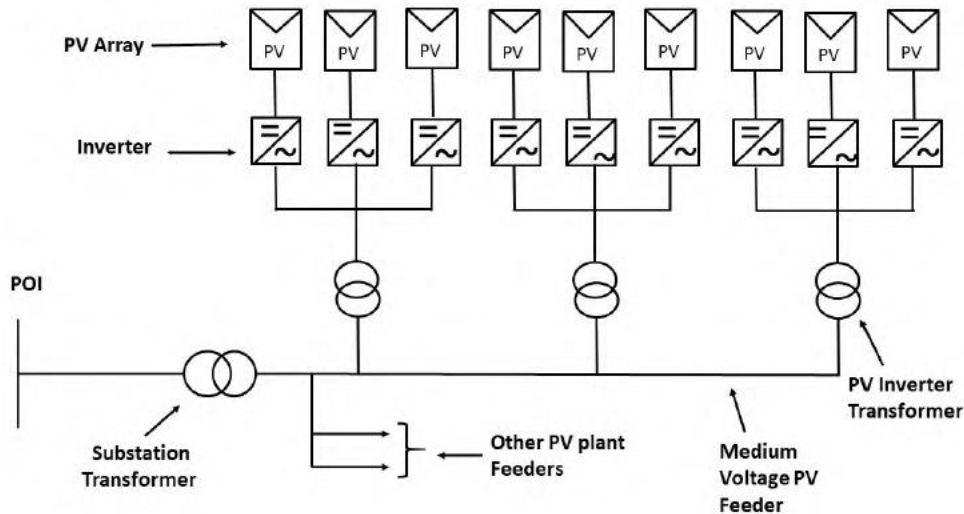 PV Array
PV PV PV PV PV PV PV PV PV
Inverter
POI
PV Inverter
Transformer
Substation
Transformer
Other PV plant
Feeders
Medium
Voltage PV
Feeder